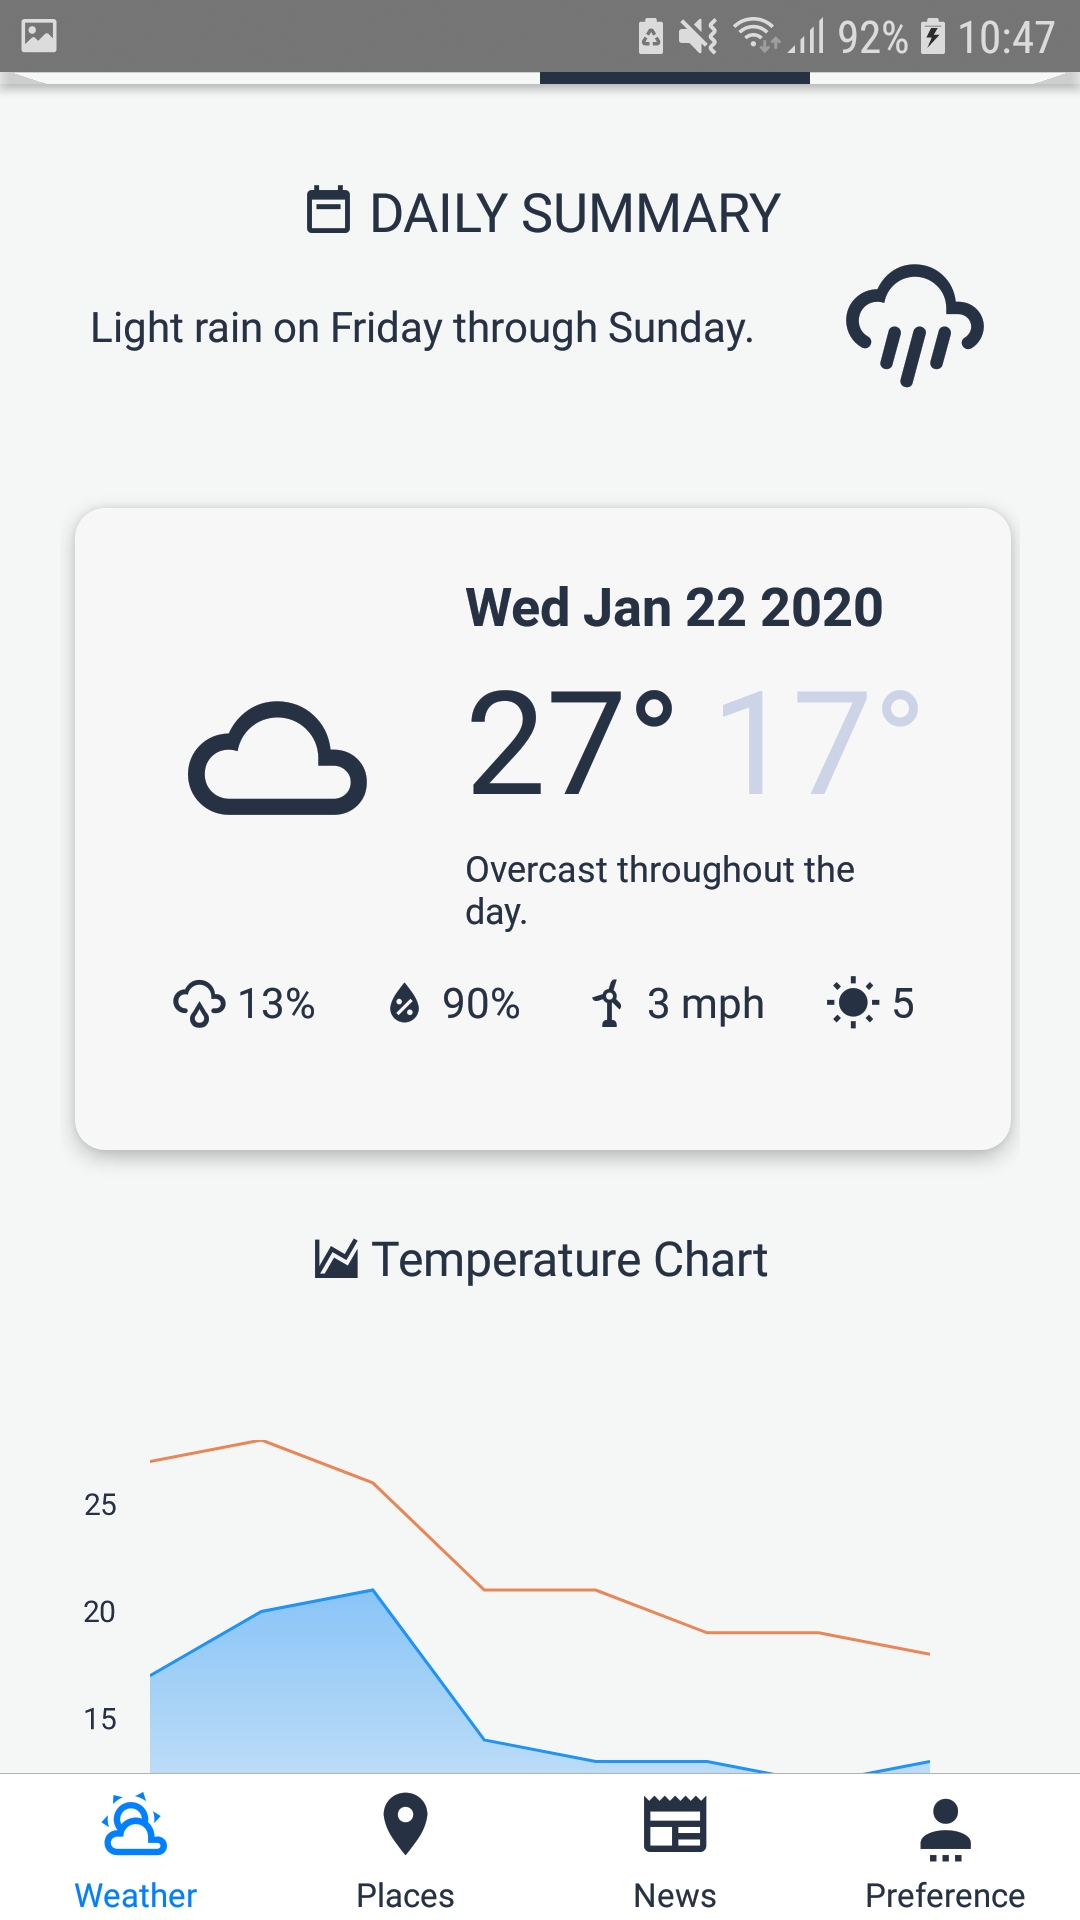 92% 10:47
DAILY SUMMARY
Light rain on Friday through Sunday.
Wed Jan 22 2020
27° 17°
Overcast throughout the
day.
13% 90% 3 mph 5
Temperature Chart
25
20
15
Weather Places News Preference